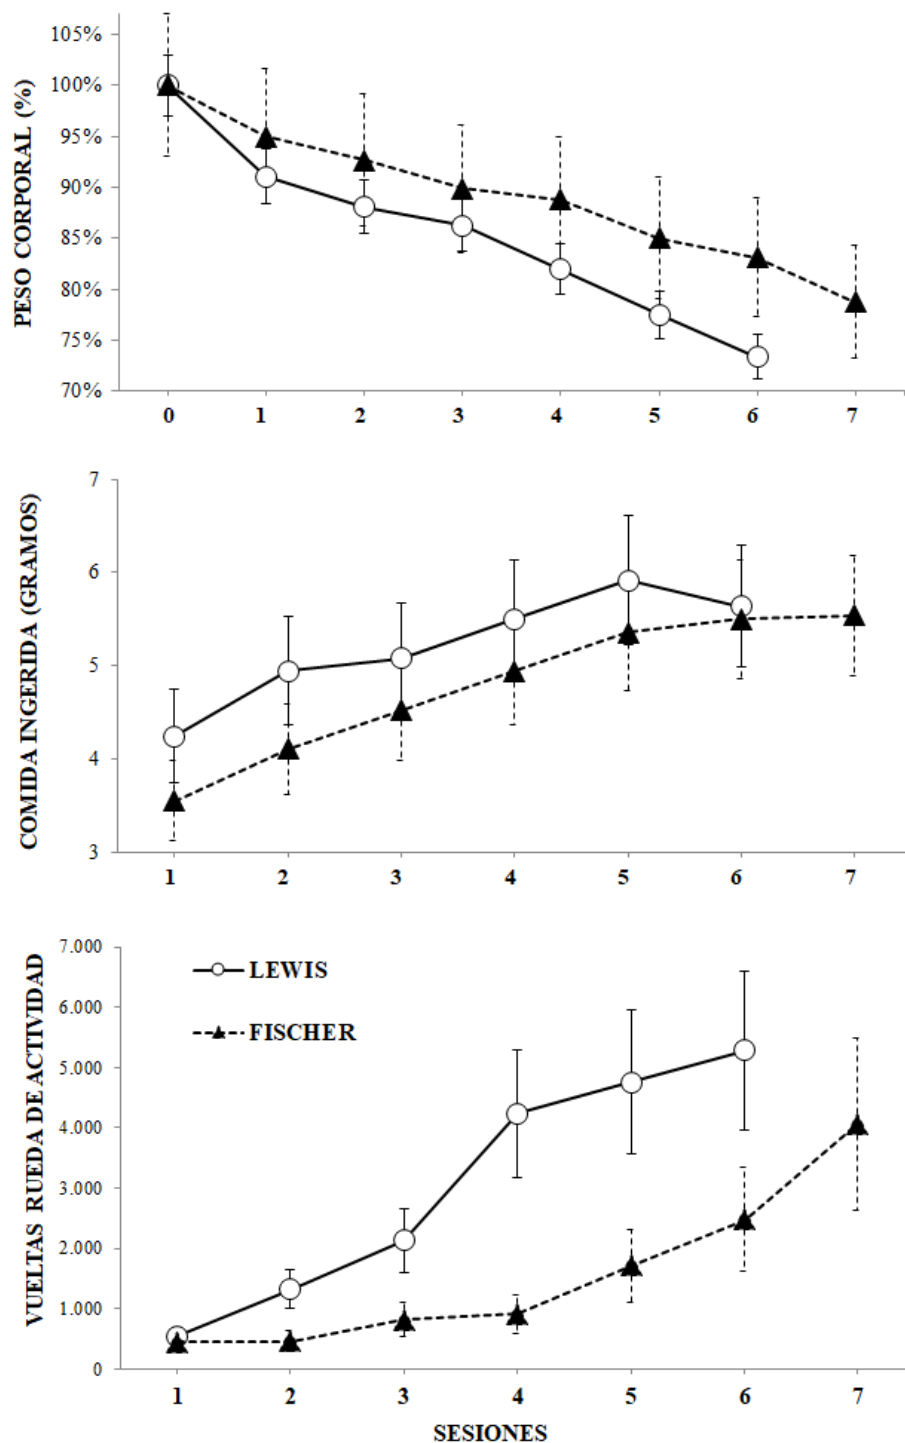 PESO CORPORAL (%)
105%
100%
95%
90%
85%
80%
75%
70%
0 1 2 3 4 5 6 7
COMIDA INGERIDA (GRAMOS)
7
6
5
4
3
1 2 3 4 5 6 7
VUELTAS RUEDA DE ACTIVIDAD
7.000
6.000
5.000
4.000
3.000
2.000
1.000
0
LEWIS
FISCHER
1 2 3 4 5 6 7
SESIONES